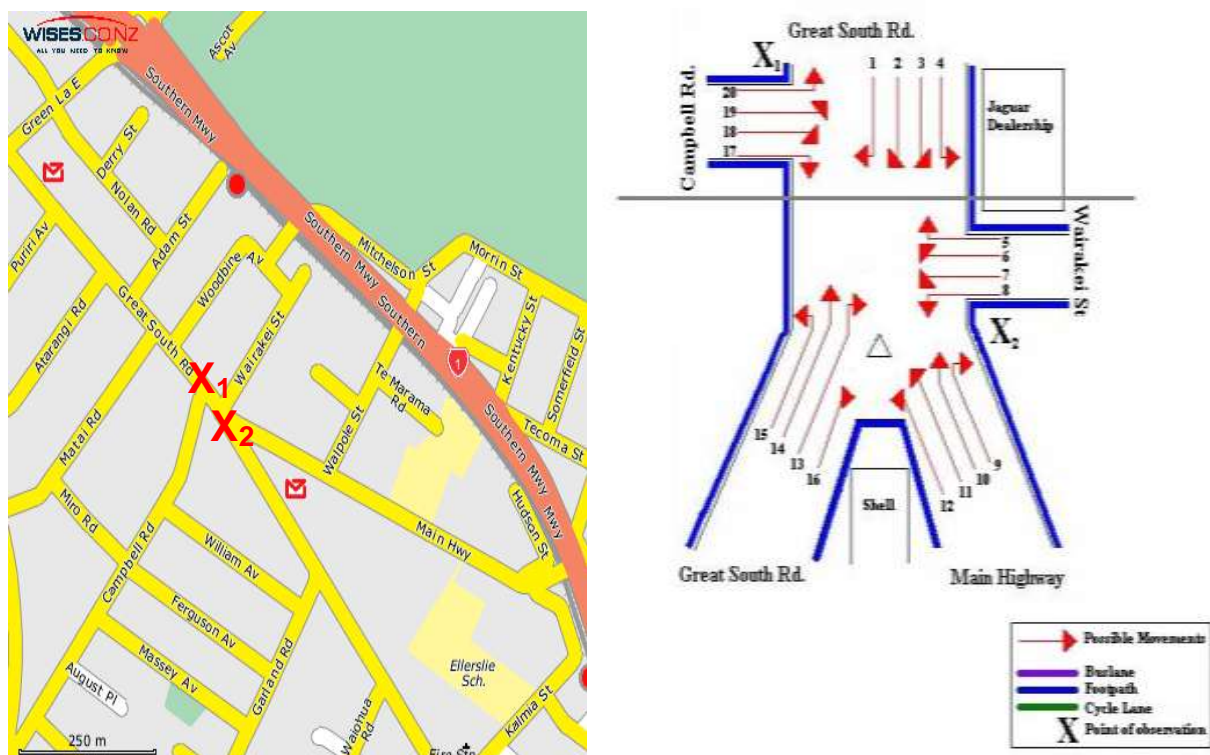 WISES.CO.NZ
ALL YOU NEED TO KNOW
Ascot Av
Southern Mwy
Green La E
Derry St
Nolan Rd
Adam St
Puriri Av
Great South Rd
Woodbine Av
Southern Mwy
Southern
Mitchelson St
Morrin St
Wairakei St
Atarangi Rd
X1
X2
1
Kentucky St
Somerfield St
Te Marama Rd
Walpole St
Matai Rd
Tecoma St
Southern Mwy
Mwy
Hudson St
Main Hwy
Miro Rd
Campbell Rd
William Av
Ferguson Av
Massey Av
Garland Rd
August Pl
Ellerslie Sch.
Kalmia St
Waiohua Rd
250 m
Great South Rd.
X1
1 2 3 4
Campbell Rd.
20
19
18
17
Jaguar
Dealership
Wairakei St
5
6
7
8
X2
15
14
13
16
9
10
11
12
Shell
Great South Rd.
Main Highway
Possible Movements
Buslane
Footpath
Cycle Lane
X Point of observation